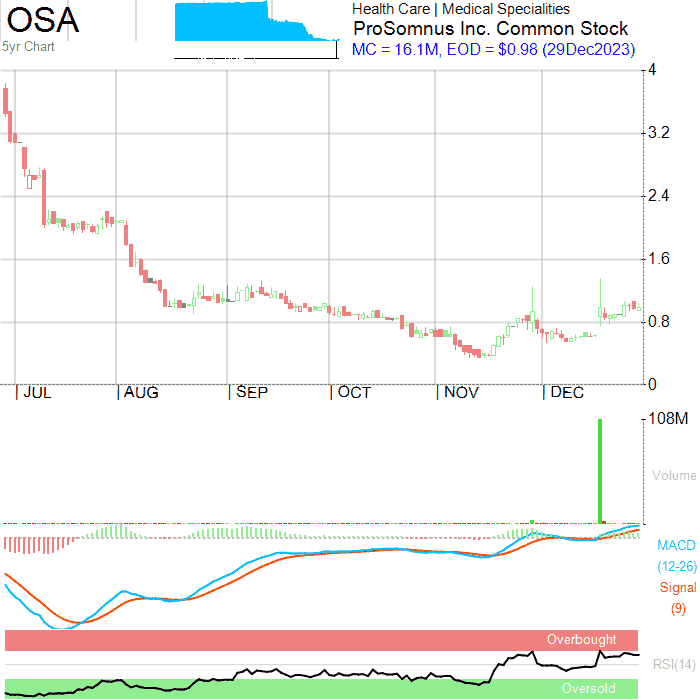 OSA
5yr Chart
Health Care | Medical Specialities
ProSomnus Inc. Common Stock
MC = 16.1M, EOD = $0.98 (29Dec2023)
4
3.2
2.4
1.6
0.8
0
JUL AUG SEP OCT NOV DEC
108M
Volume
MACD
(12-26)
Signal
(9)
Overbought
RSI(14)
Oversold